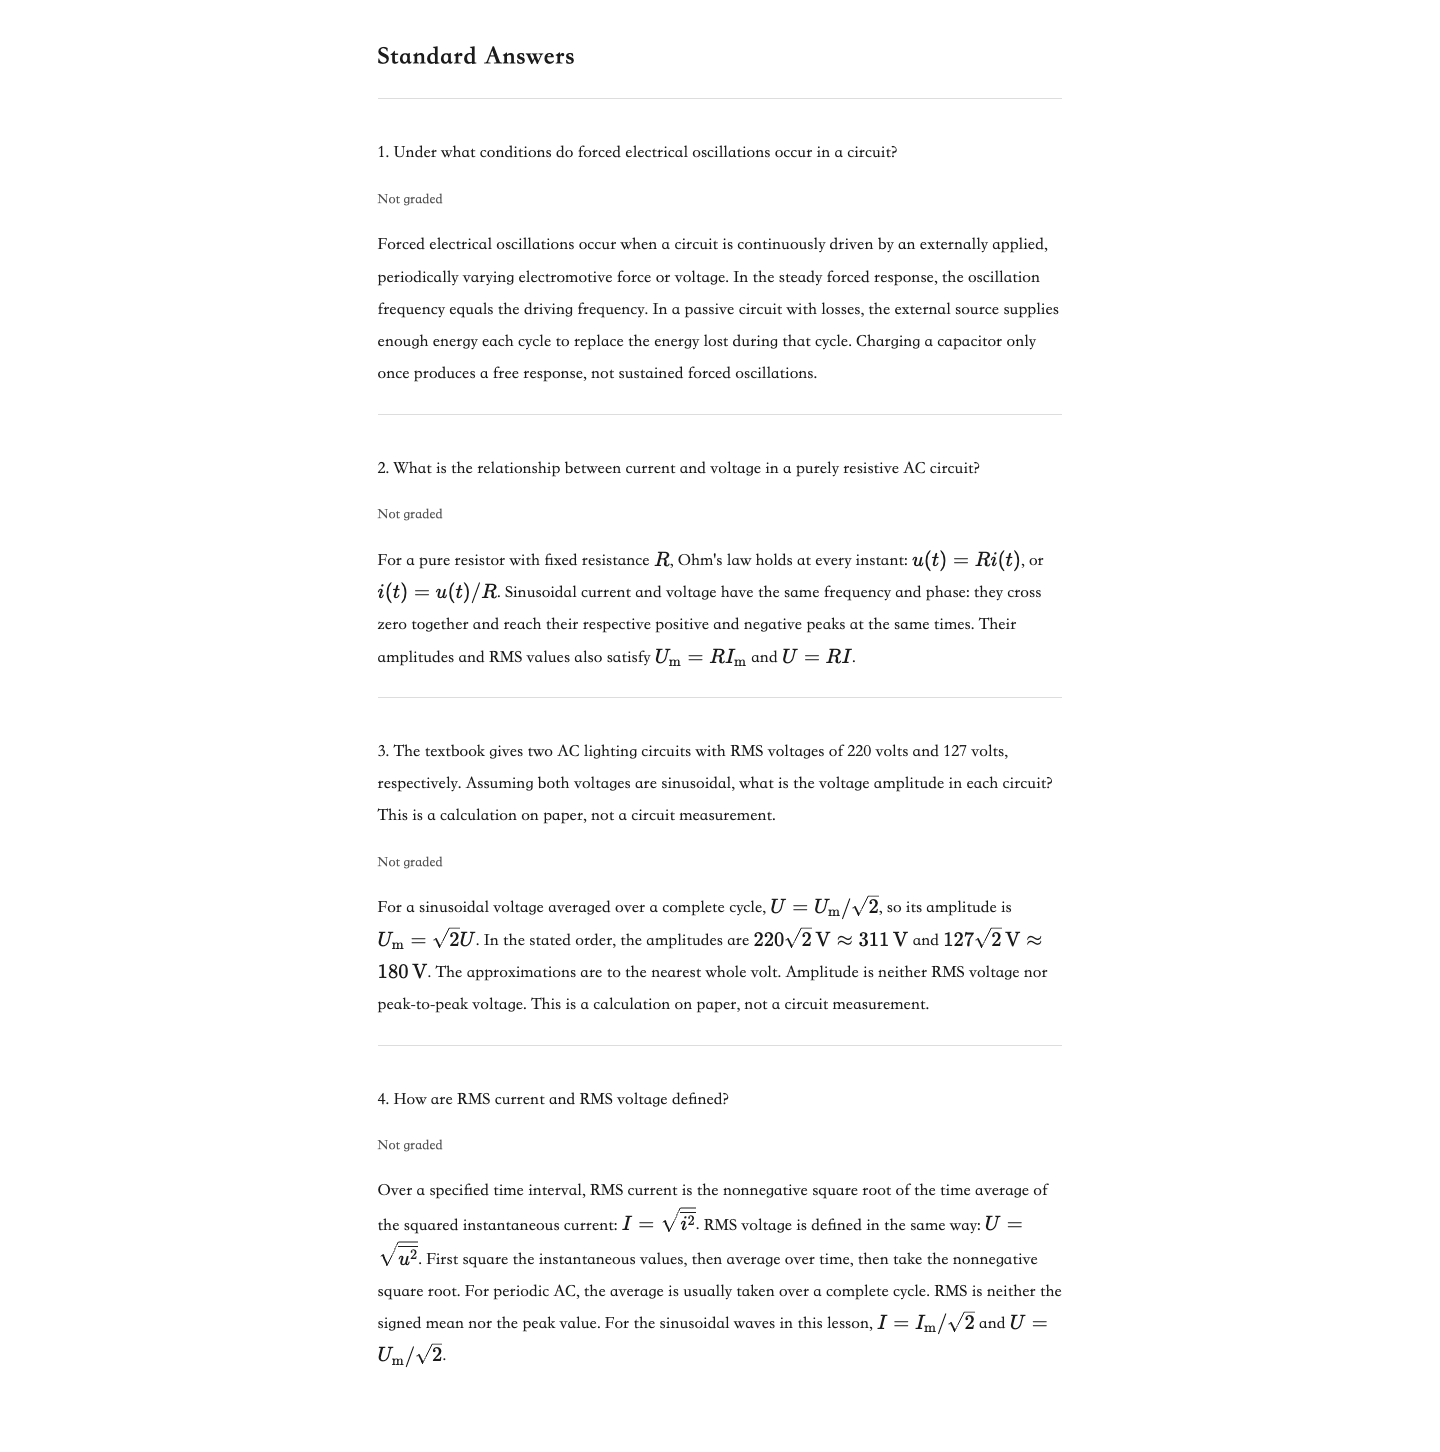 Standard Answers
1. Under what conditions do forced electrical oscillations occur in a circuit?
Not graded
Forced electrical oscillations occur when a circuit is continuously driven by an externally applied,
periodically varying electromotive force or voltage. In the steady forced response, the oscillation
frequency equals the driving frequency. In a passive circuit with losses, the external source supplies
enough energy each cycle to replace the energy lost during that cycle. Charging a capacitor only
once produces a free response, not sustained forced oscillations.
2. What is the relationship between current and voltage in a purely resistive AC circuit?
Not graded
For a pure resistor with fixed resistance R, Ohm's law holds at every instant: u(t) = Ri(t), or
i(t) = u(t)/R. Sinusoidal current and voltage have the same frequency and phase: they cross
zero together and reach their respective positive and negative peaks at the same times. Their
amplitudes and RMS values also satisfy Uₘ = RIₘ and U = RI.
3. The textbook gives two AC lighting circuits with RMS voltages of 220 volts and 127 volts,
respectively. Assuming both voltages are sinusoidal, what is the voltage amplitude in each circuit?
This is a calculation on paper, not a circuit measurement.
Not graded
For a sinusoidal voltage averaged over a complete cycle, U = Uₘ/√2, so its amplitude is
Uₘ = √2U. In the stated order, the amplitudes are 220√2 V ≈ 311 V and 127√2 V ≈
180 V. The approximations are to the nearest whole volt. Amplitude is neither RMS voltage nor
peak-to-peak voltage. This is a calculation on paper, not a circuit measurement.
4. How are RMS current and RMS voltage defined?
Not graded
Over a specified time interval, RMS current is the nonnegative square root of the time average of
the squared instantaneous current: I = √(i²)̅. RMS voltage is defined in the same way: U =
√(u²)̅. First square the instantaneous values, then average over time, then take the nonnegative
square root. For periodic AC, the average is usually taken over a complete cycle. RMS is neither the
signed mean nor the peak value. For the sinusoidal waves in this lesson, I = Iₘ/√2 and U =
Uₘ/√2.